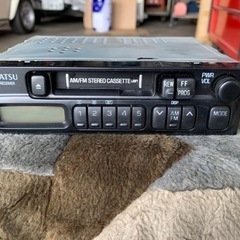 ATSU
AM/FM STEREO CASSETTE
REW FF
PROG
PWR
VOL
DISP
1 2 3 4 5
AM
FM
MODE